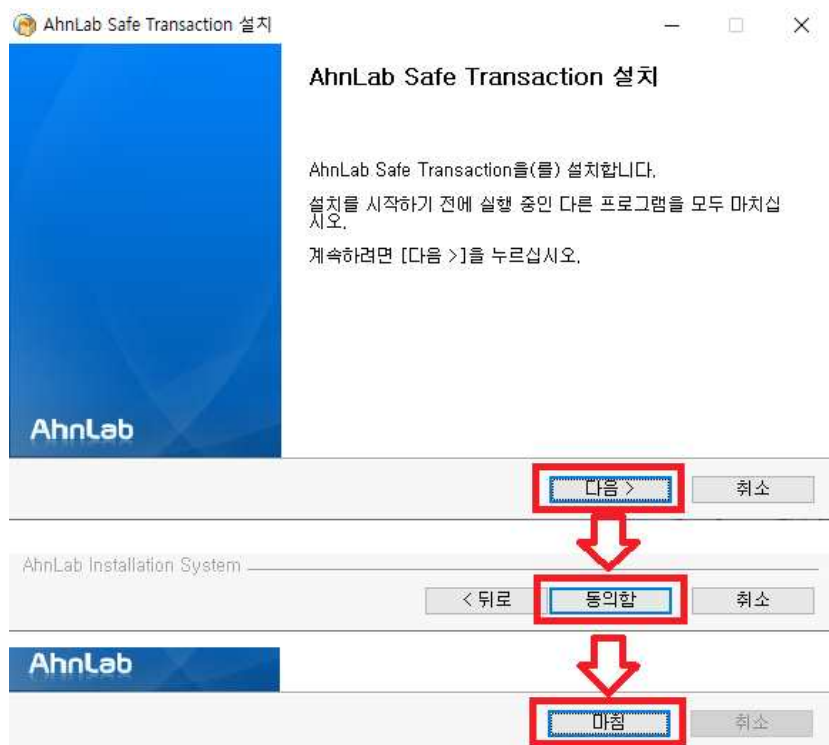 AhnLab Safe Transaction 설치
AhnLab Safe Transaction 설치
AhnLab Safe Transaction을(를) 설치합니다.
설치를 시작하기 전에 실행 중인 다른 프로그램을 모두 마치십
시오.
계속하려면 [다음 >]을 누르십시오.
AhnLab
다음 > 취소
AhnLab Installation System
< 뒤로 동의함 취소
AhnLab
마침 취소